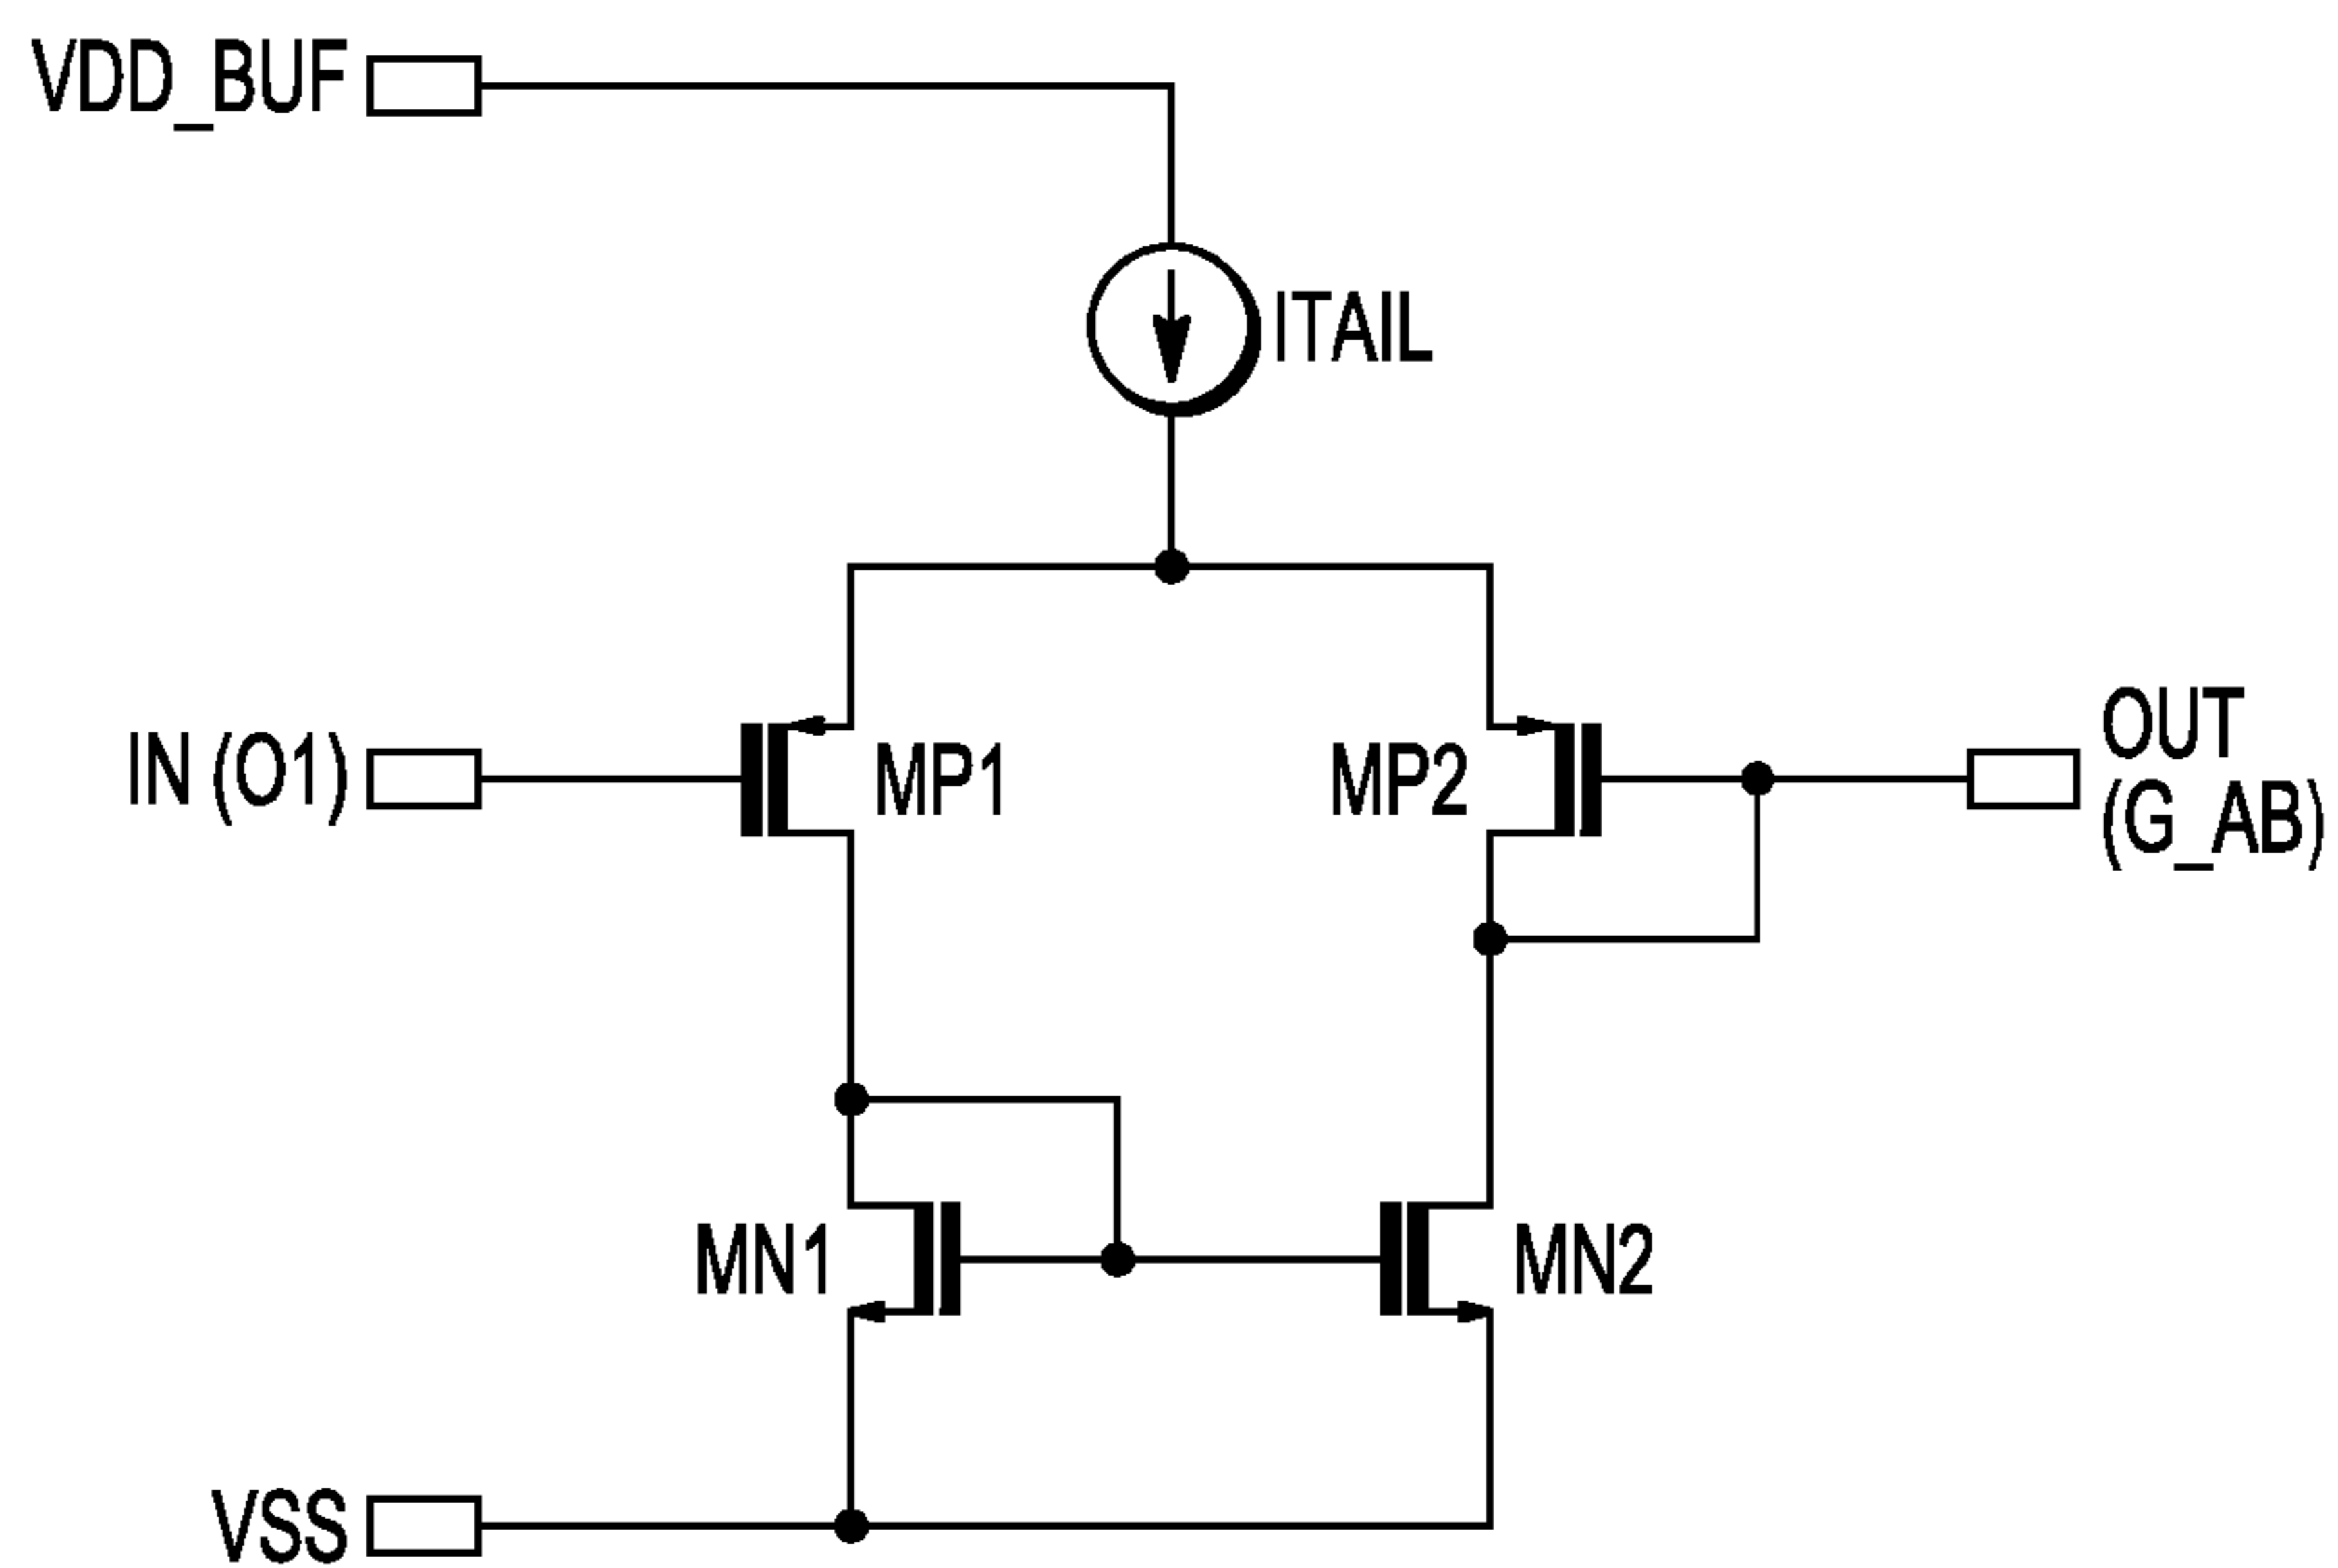 VDD_BUF
ITAIL
IN (O1)
MP1
MP2
OUT
(G_AB)
MN1
MN2
VSS